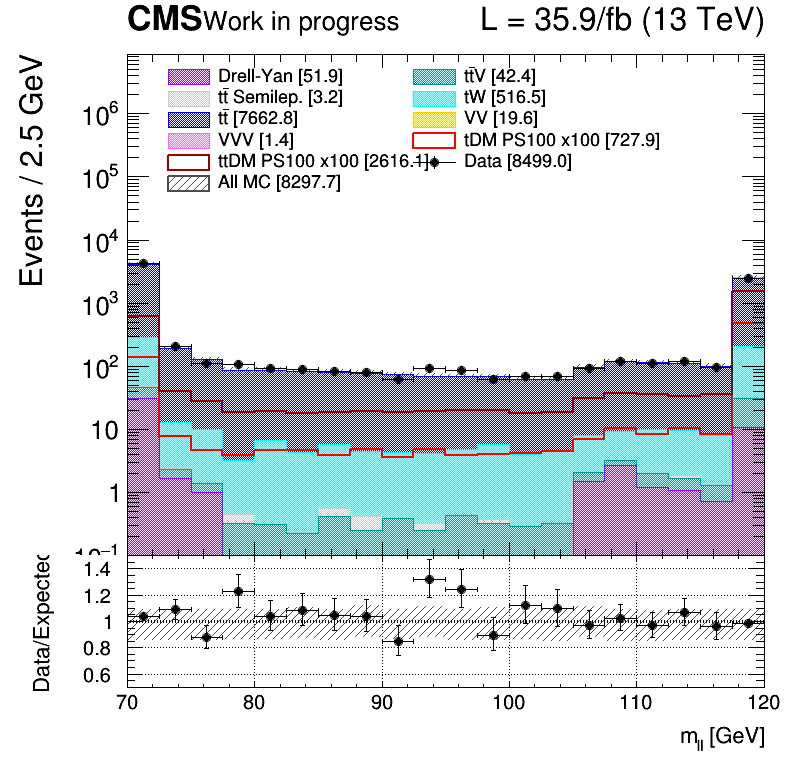 CMS Work in progress L = 35.9/fb (13 TeV)
Events / 2.5 GeV
Drell-Yan [51.9] tt̄V [42.4]
tt̄ Semilep. [3.2] tW [516.5]
tt̄ [7662.8] VV [19.6]
VVV [1.4] tDM PS100 x100 [727.9]
ttDM PS100 x100 [2616.1] Data [8499.0]
All MC [8297.7]
10⁶
10⁵
10⁴
10³
10²
10
1
10⁻¹
Data/Expected
1.4
1.2
1
0.8
0.6
70 80 90 100 110 120
m_ll [GeV]